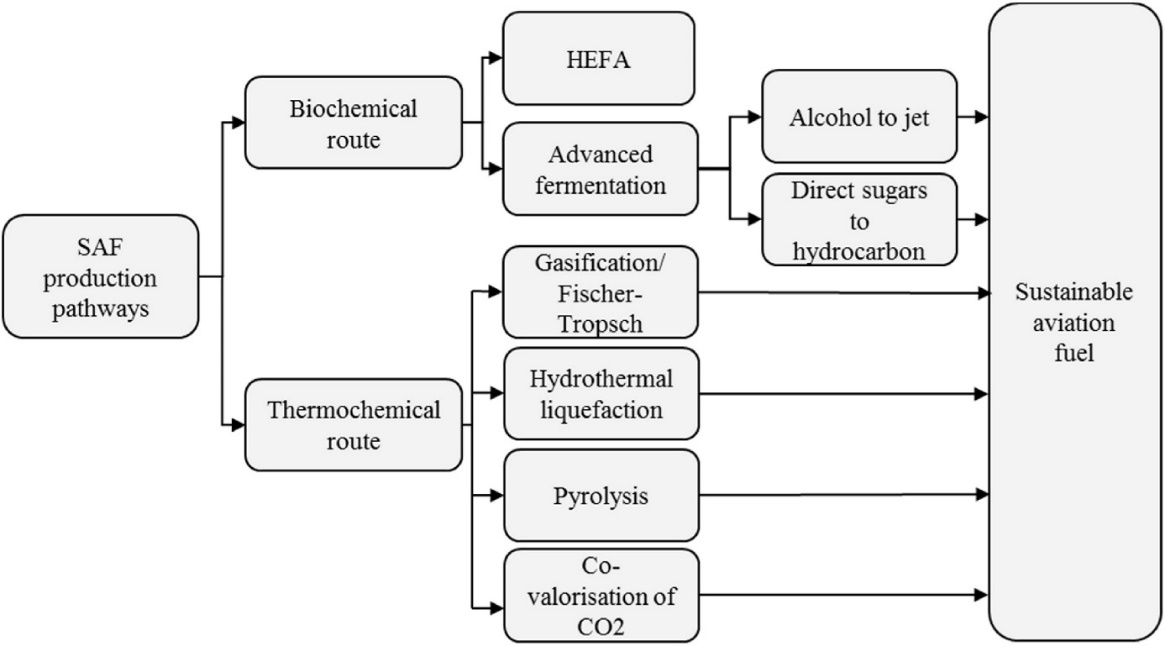 SAF
production
pathways
Biochemical
route
Thermochemical
route
HEFA
Advanced
fermentation
Alcohol to jet
Direct sugars
to
hydrocarbon
Gasification/
Fischer-
Tropsch
Hydrothermal
liquefaction
Pyrolysis
Co-
valorisation of
CO2
Sustainable
aviation
fuel